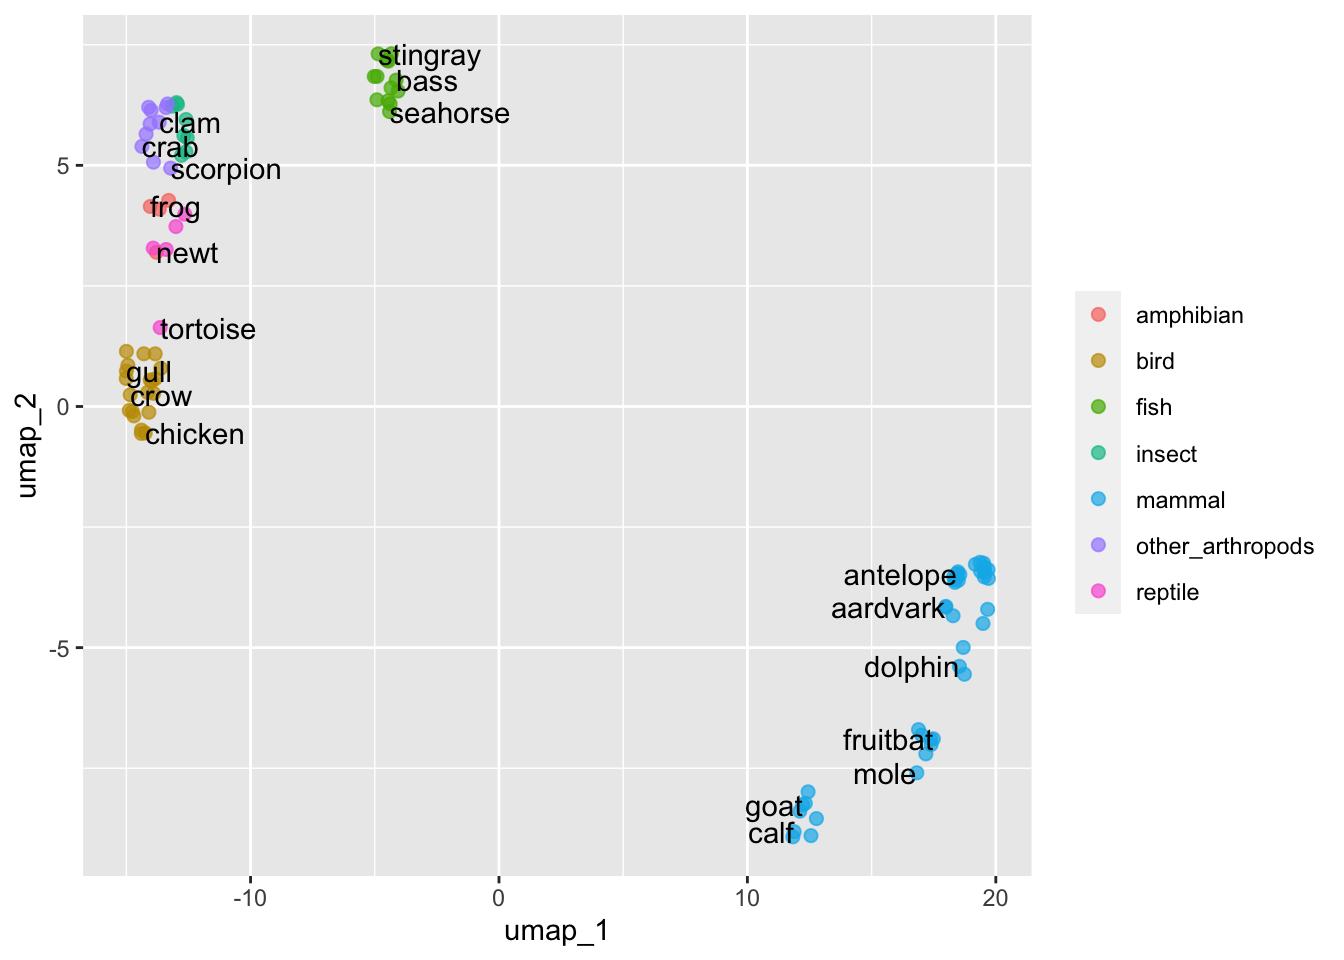 stingray
bass
seahorse
clam
crab
scorpion
frog
newt
tortoise
gull
crow
chicken
antelope
aardvark
dolphin
fruitbat
mole
goat
calf
5
0
-5
umap_2
-10
0
10
20
umap_1
amphibian
bird
fish
insect
mammal
other_arthropods
reptile